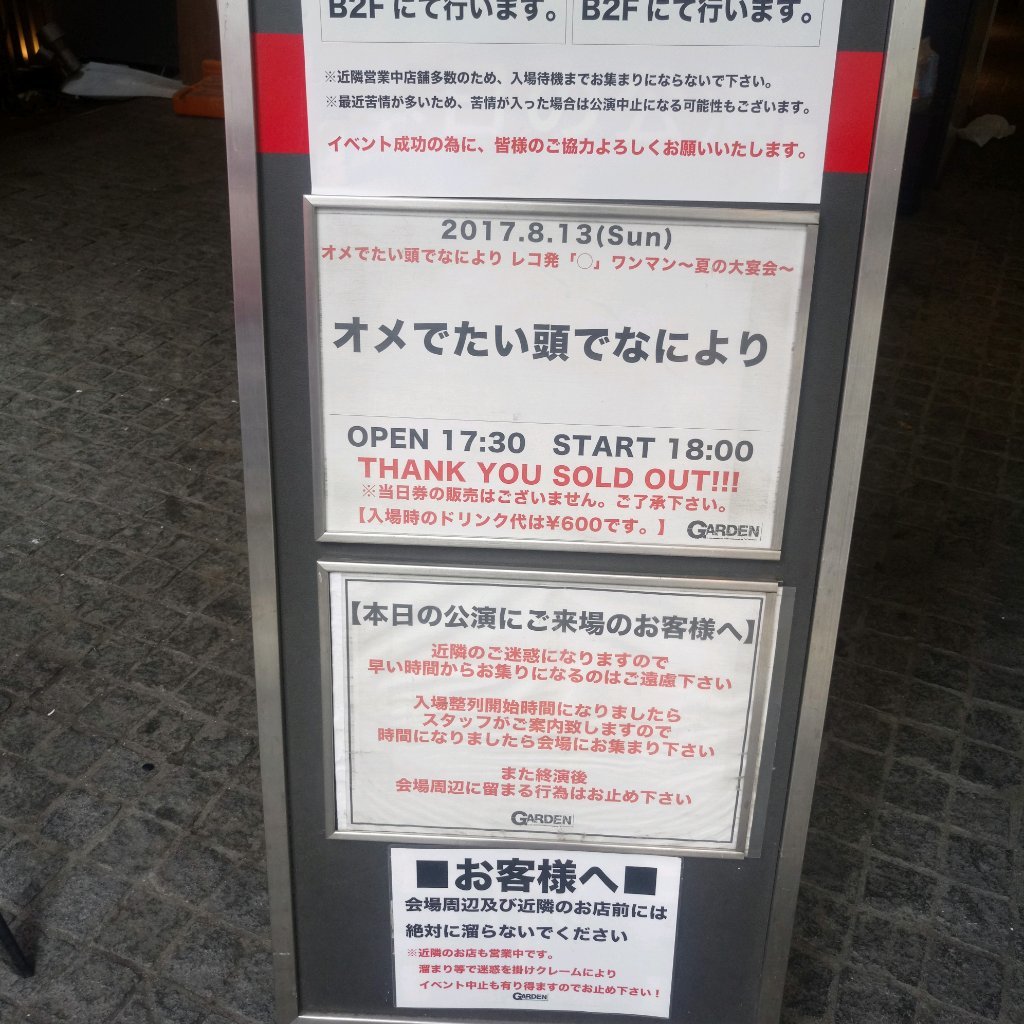 B2Fにて行います。
B2Fにて行います。
※近隣営業中店舗多数のため、入場待機までお集まりにならないで下さい。
※最近苦情が多いため、苦情が入った場合は公演中止になる可能性もございます。
イベント成功の為に、皆様のご協力よろしくお願いいたします。
2017.8.13(Sun)
オメでたい頭でなにより レコ発「◯」ワンマン〜夏の大宴会〜
オメでたい頭でなにより
OPEN 17:30 START 18:00
THANK YOU SOLD OUT!!!
※当日券の販売はございません。ご了承下さい。
【入場時のドリンク代は¥600です。】
GARDEN
【本日の公演にご来場のお客様へ】
近隣のご迷惑になりますので
早い時間からお集りになるのはご遠慮下さい
入場整列開始時間になりましたら
スタッフがご案内致しますので
時間になりましたら会場にお集まり下さい
また終演後
会場周辺に留まる行為はお止め下さい
GARDEN
■お客様へ■
会場周辺及び近隣のお店前には
絶対に溜らないでください
※近隣のお店も営業中です。
溜まり等で迷惑を掛けクレームにより
イベント中止も有り得ますのでお止め下さい！
GARDEN